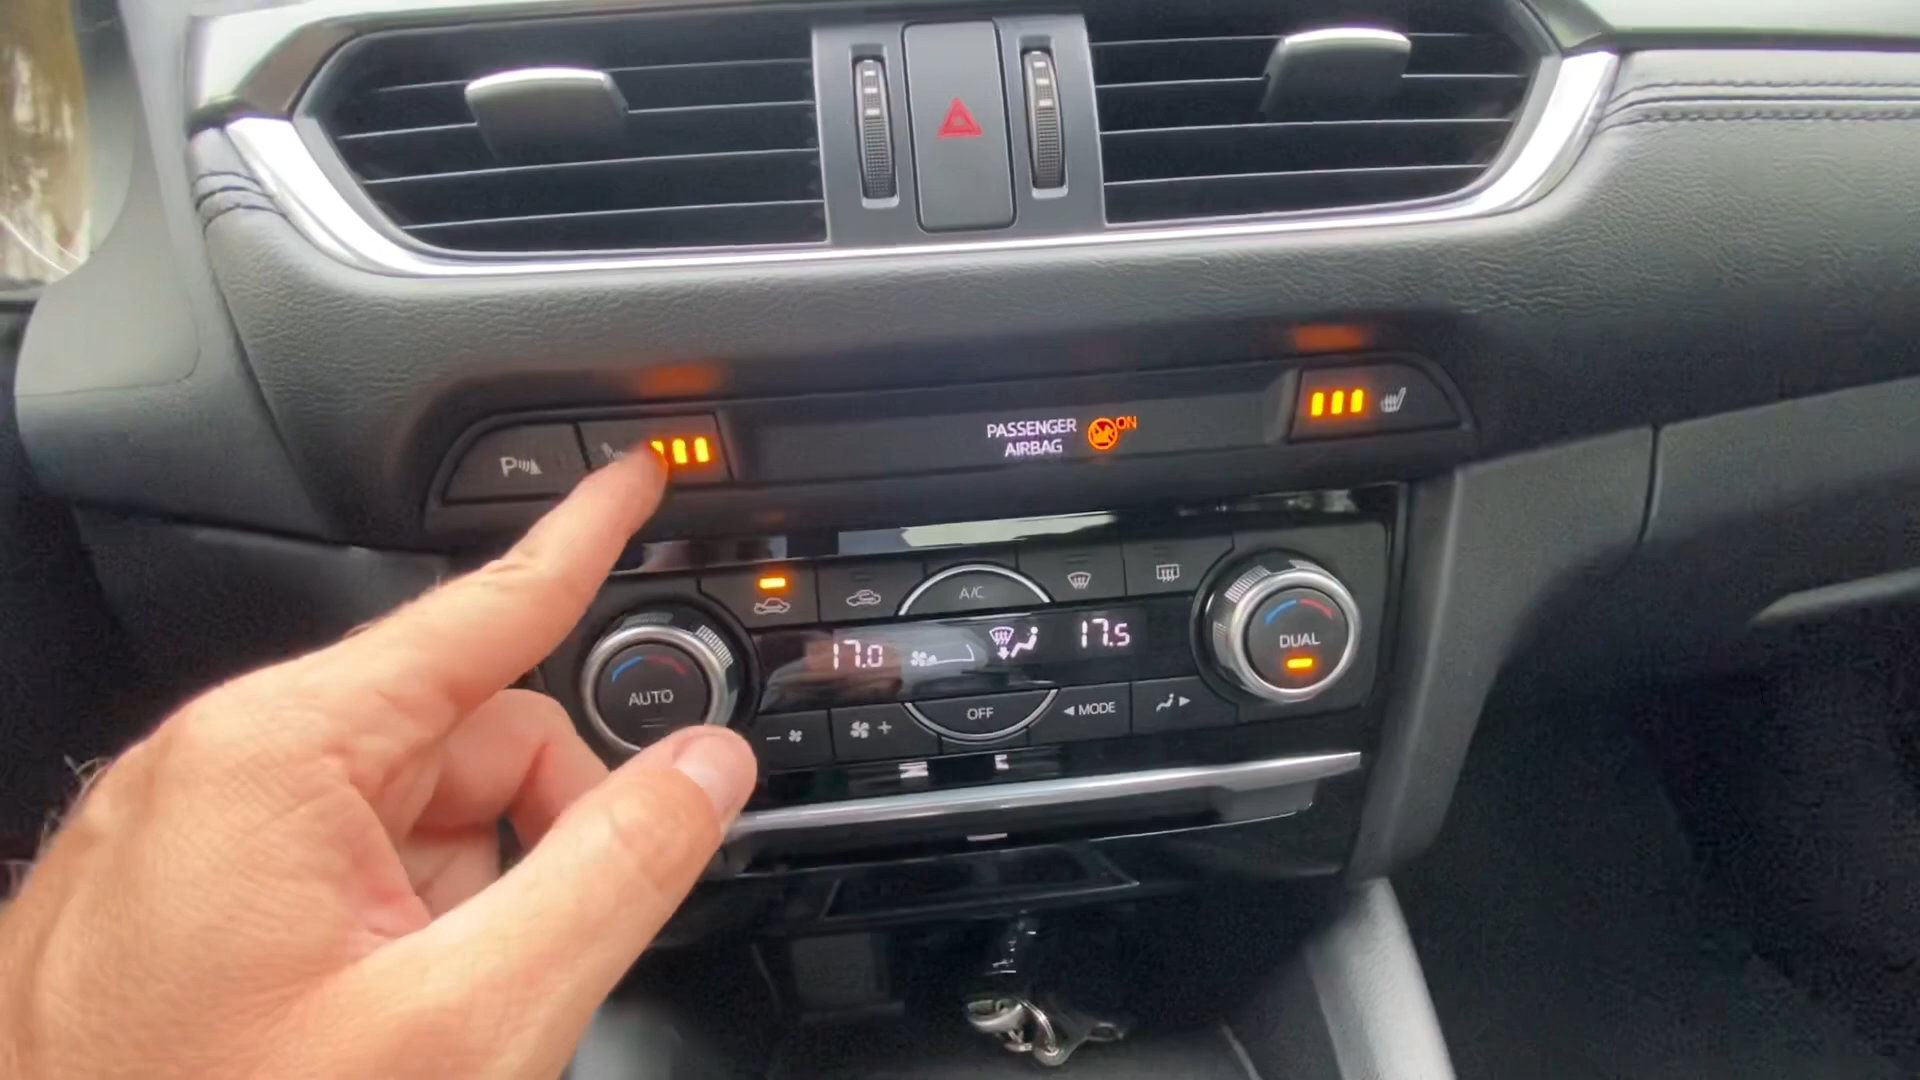 PASSENGER
AIRBAG
ON
P
A/C
17.0
17.5
AUTO
DUAL
OFF
MODE